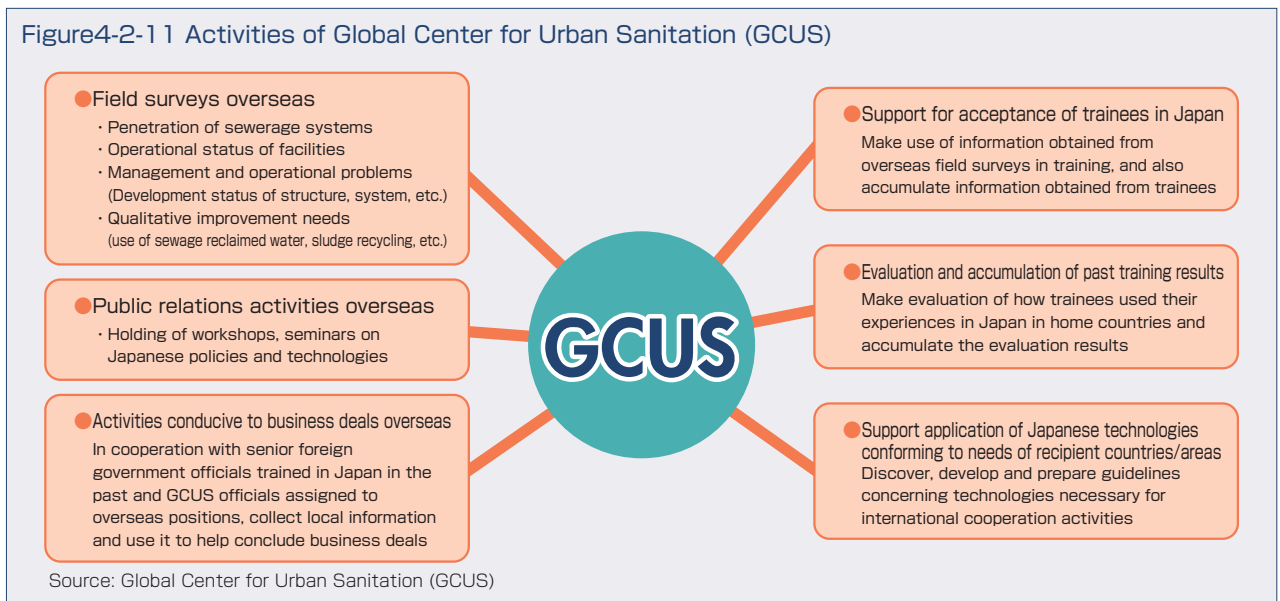 Figure4-2-11 Activities of Global Center for Urban Sanitation (GCUS)
●Field surveys overseas
・Penetration of sewerage systems
・Operational status of facilities
・Management and operational problems
(Development status of structure, system, etc.)
・Qualitative improvement needs
(use of sewage reclaimed water, sludge recycling, etc.)
●Public relations activities overseas
・Holding of workshops, seminars on
Japanese policies and technologies
●Activities conducive to business deals overseas
In cooperation with senior foreign
government officials trained in Japan in the
past and GCUS officials assigned to
overseas positions, collect local information
and use it to help conclude business deals
GCUS
●Support for acceptance of trainees in Japan
Make use of information obtained from
overseas field surveys in training, and also
accumulate information obtained from trainees
●Evaluation and accumulation of past training results
Make evaluation of how trainees used their
experiences in Japan in home countries and
accumulate the evaluation results
●Support application of Japanese technologies
conforming to needs of recipient countries/areas
Discover, develop and prepare guidelines
concerning technologies necessary for
international cooperation activities
Source: Global Center for Urban Sanitation (GCUS)